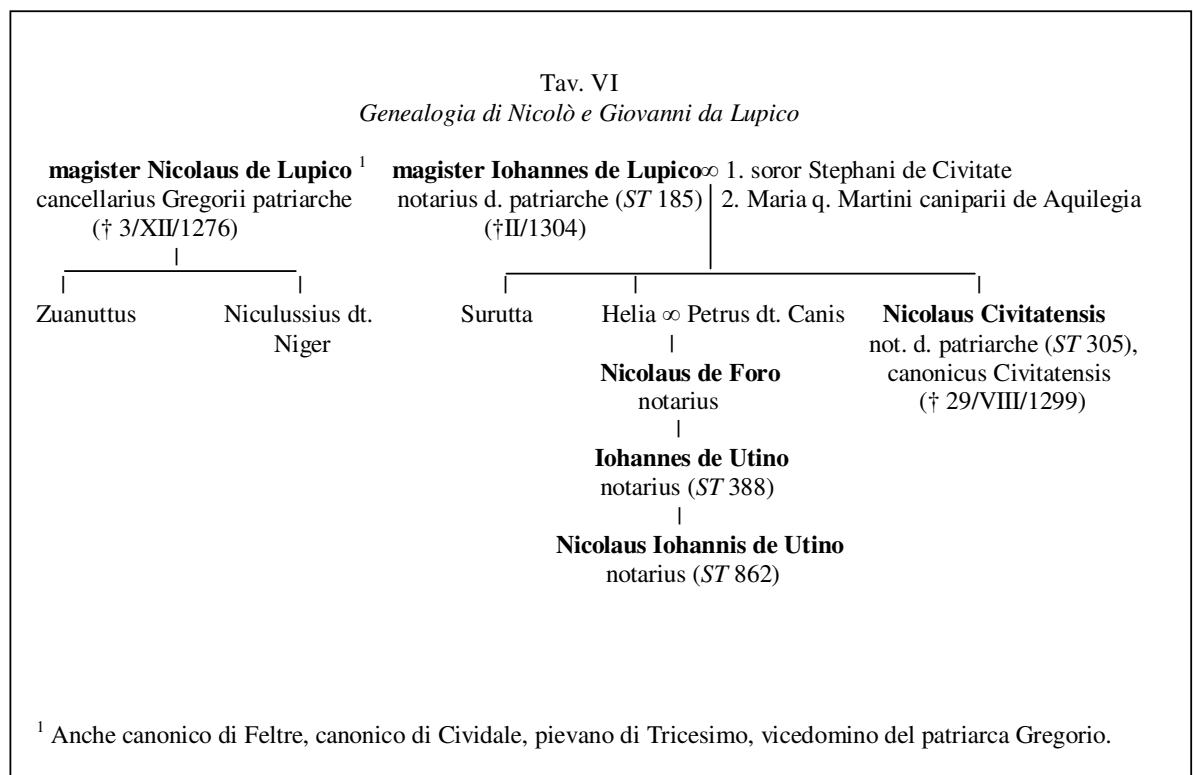 Tav. VI
Genealogia di Nicolò e Giovanni da Lupico
magister Nicolaus de Lupico 1
cancellarius Gregorii patriarche
(† 3/XII/1276)
magister Iohannes de Lupico∞ 1. soror Stephani de Civitate
notarius d. patriarche (ST 185) 2. Maria q. Martini caniparii de Aquilegia
(†II/1304)
Zuanuttus
Niculussius dt.
Niger
Surutta
Helia ∞ Petrus dt. Canis
Nicolaus Civitatensis
not. d. patriarche (ST 305),
canonicus Civitatensis
(† 29/VIII/1299)
Nicolaus de Foro
notarius
Iohannes de Utino
notarius (ST 388)
Nicolaus Iohannis de Utino
notarius (ST 862)
1 Anche canonico di Feltre, canonico di Cividale, pievano di Tricesimo, vicedomino del patriarca Gregorio.